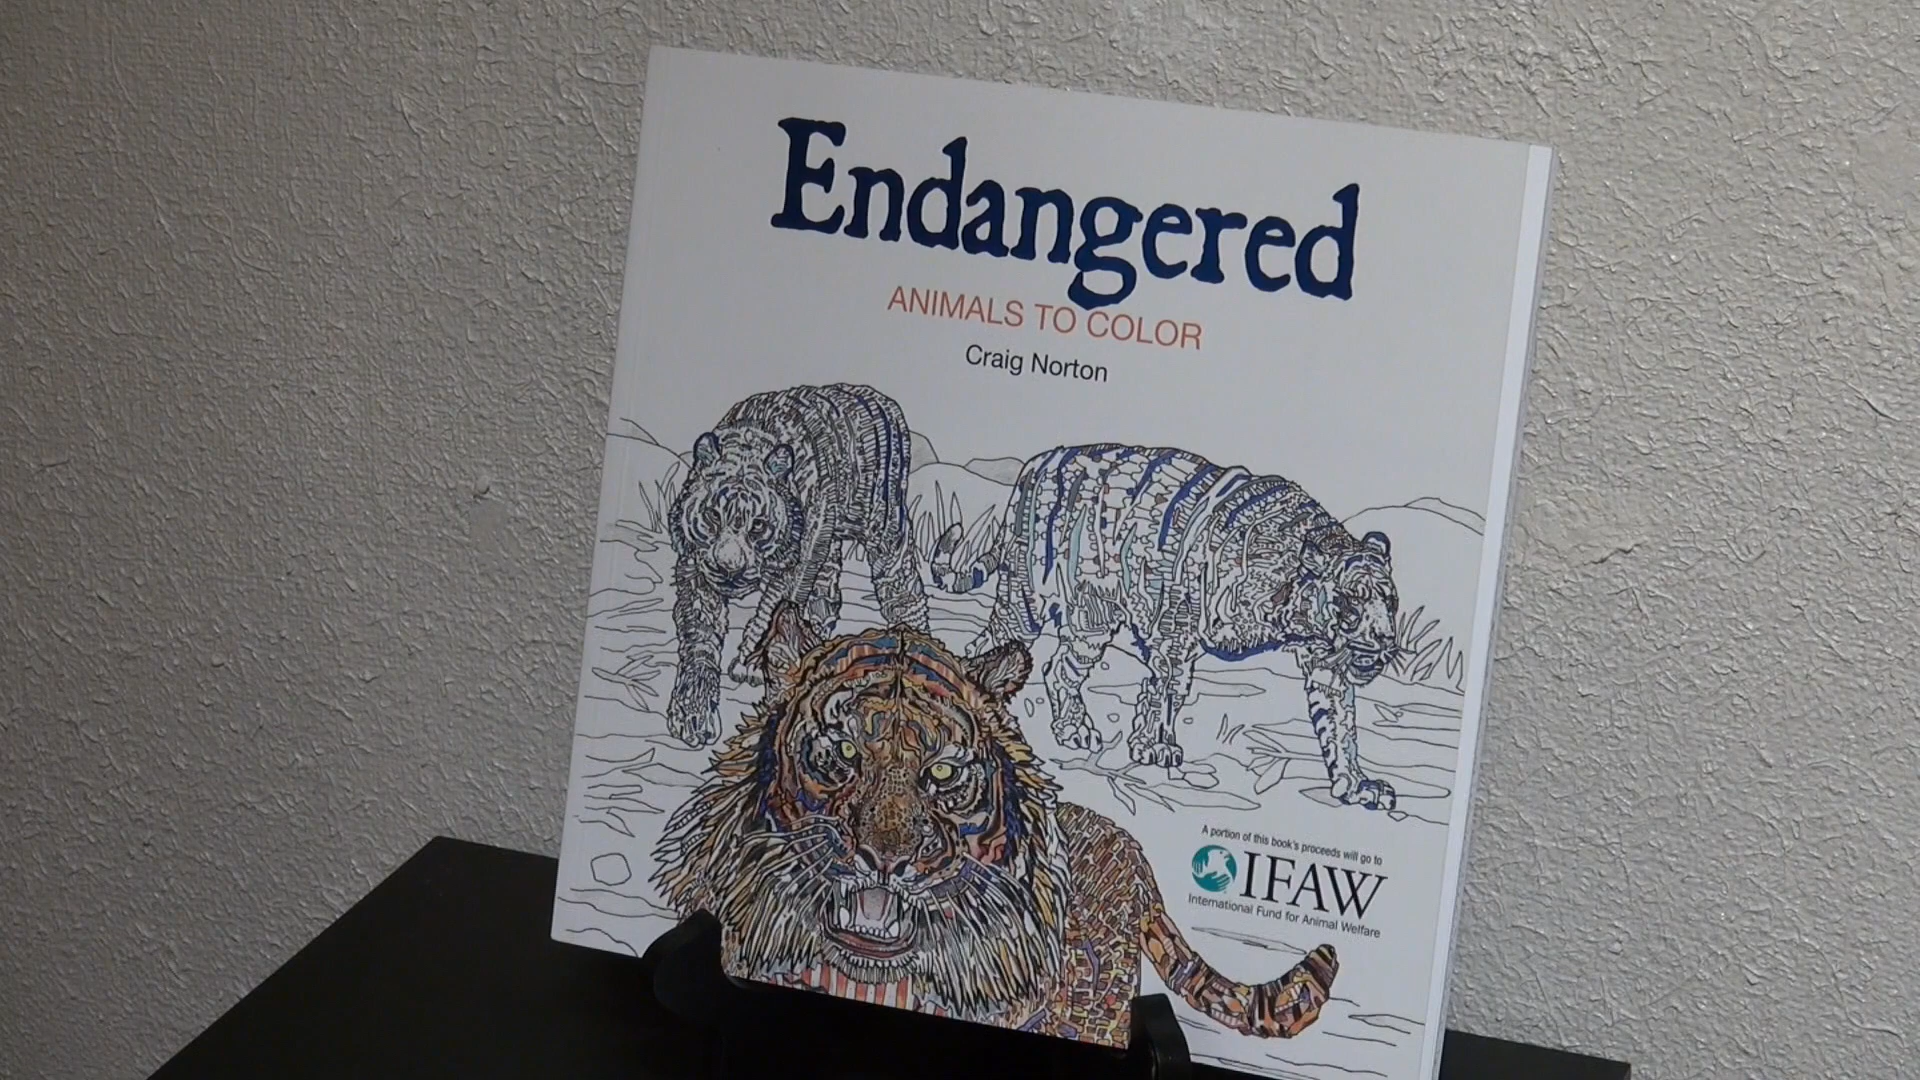 Endangered
ANIMALS TO COLOR
Craig Norton
A portion of this book's proceeds will go to
IFAW
International Fund for Animal Welfare